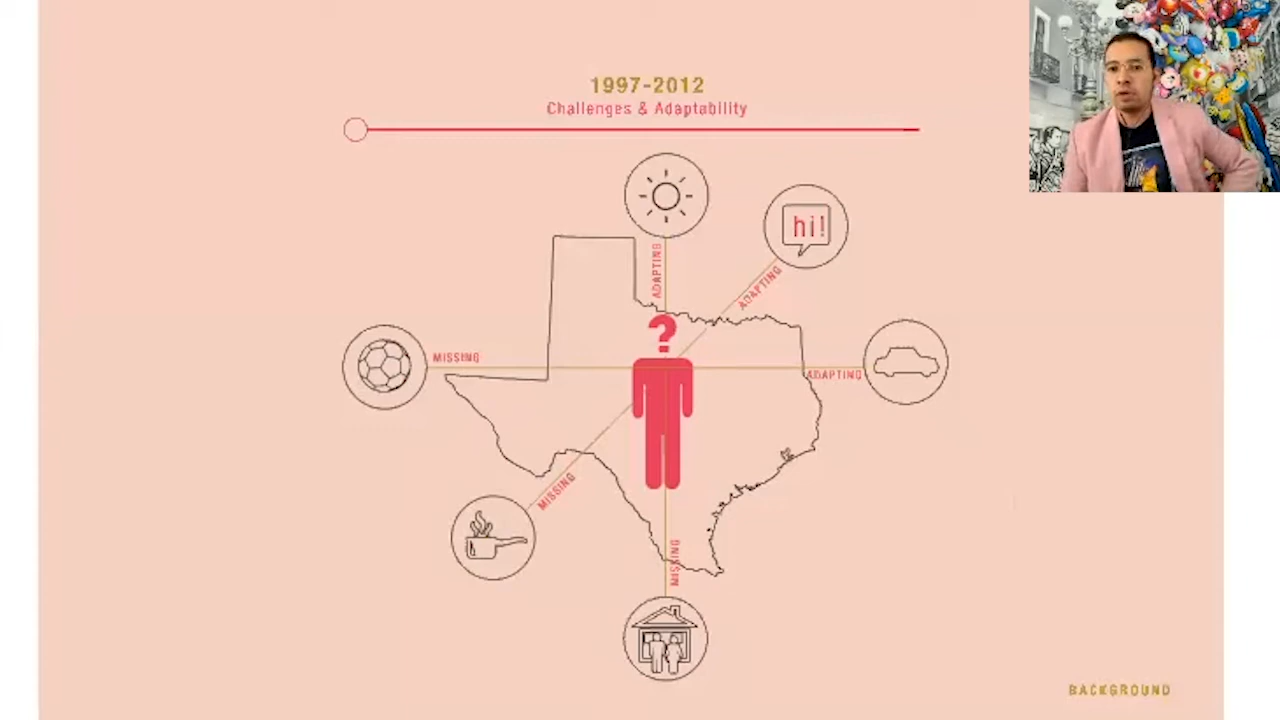 1997-2012
Challenges & Adaptability
hi!
ADAPTING
ADAPTING
?
MISSING
ADAPTING
MISSING
MISSING
BACKGROUND